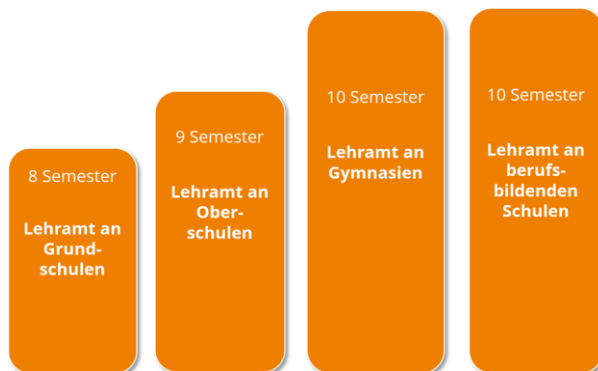 8 Semester
Lehramt an
Grund-
schulen
9 Semester
Lehramt an
Ober-
schulen
10 Semester
Lehramt an
Gymnasien
10 Semester
Lehramt an
berufs-
bildenden
Schulen